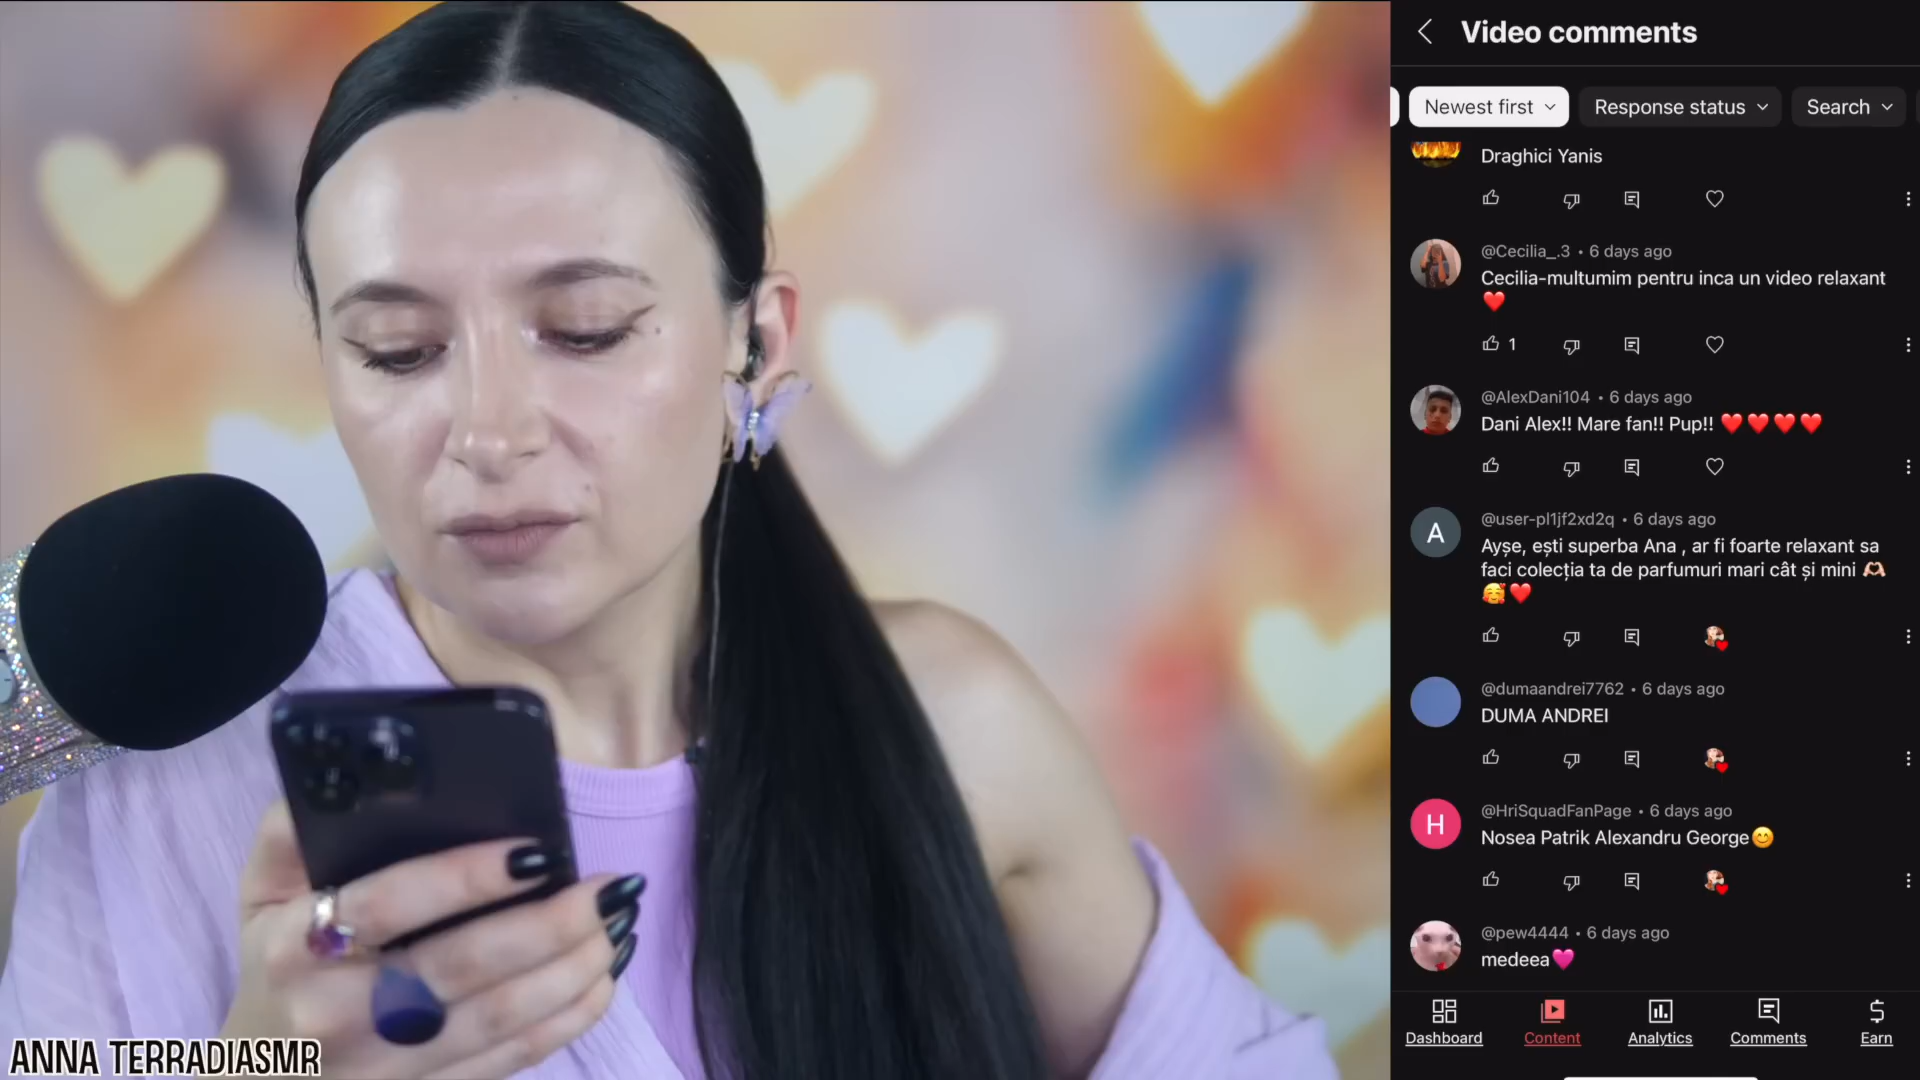 Video comments
Newest first
Response status
Search
Draghici Yanis
@Cecilia_.3 • 6 days ago
Cecilia-multumim pentru inca un video relaxant
❤️
1
@AlexDani104 • 6 days ago
Dani Alex!! Mare fan!! Pup!! ❤️❤️❤️❤️
A
@user-pl1jf2xd2q • 6 days ago
Ayșe, ești superba Ana , ar fi foarte relaxant sa
faci colecția ta de parfumuri mari cât și mini 🫶🏼
🥰❤️
@dumaandrei7762 • 6 days ago
DUMA ANDREI
H
@HriSquadFanPage • 6 days ago
Nosea Patrik Alexandru George😊
@pew4444 • 6 days ago
medeea💗
Dashboard
Content
Analytics
Comments
Earn
ANNA TERRADIASMR